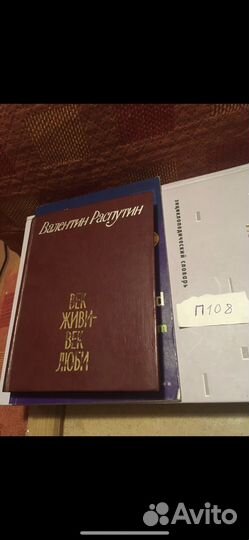 Валентин Распутин
ВЕК
ЖИВИ-
ВЕК
ЛЮБИ
энциклопедический словарь
П108
Avito